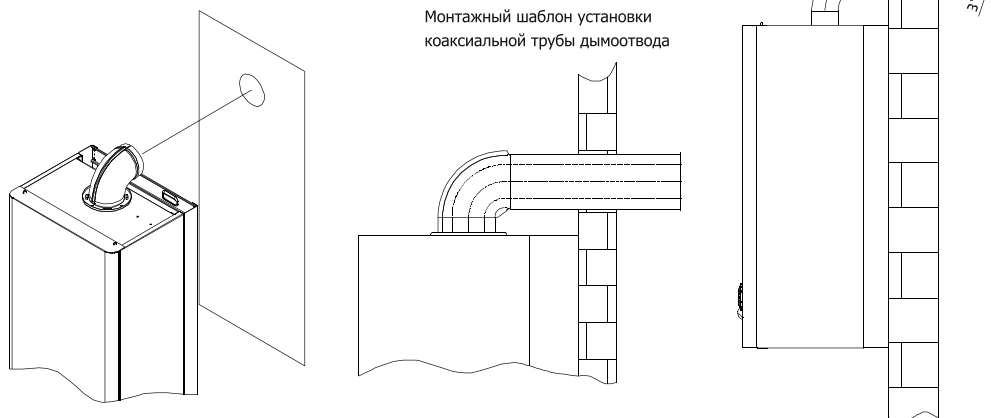 Монтажный шаблон установки
коаксиальной трубы дымоотвода